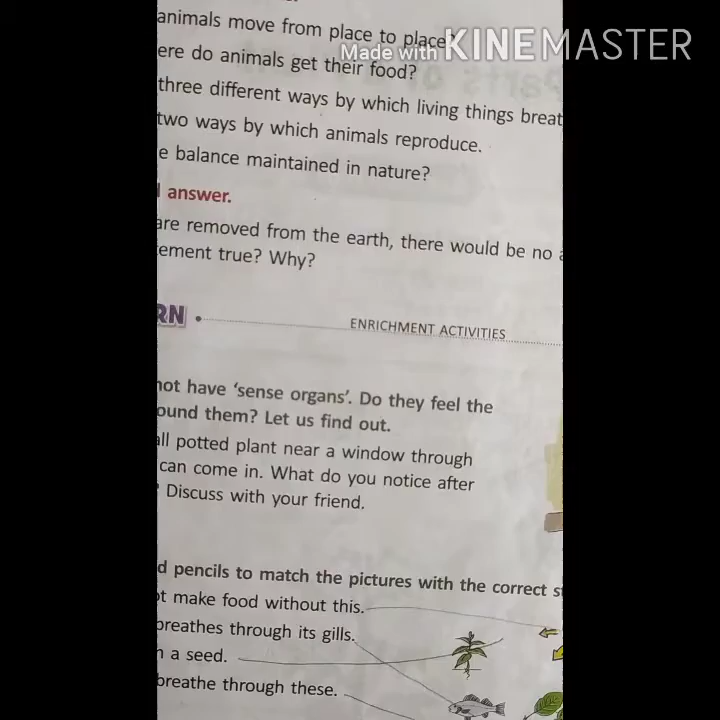 animals move from place to place?
Made with KINEMASTER
ere do animals get their food?
three different ways by which living things breat
two ways by which animals reproduce.
e balance maintained in nature?
answer.
are removed from the earth, there would be no
ement true? Why?
RN
ENRICHMENT ACTIVITIES
not have ‘sense organs’. Do they feel the
ound them? Let us find out.
all potted plant near a window through
can come in. What do you notice after
Discuss with your friend.
d pencils to match the pictures with the correct s
ot make food without this.
breathes through its gills.
a seed.
breathe through these.